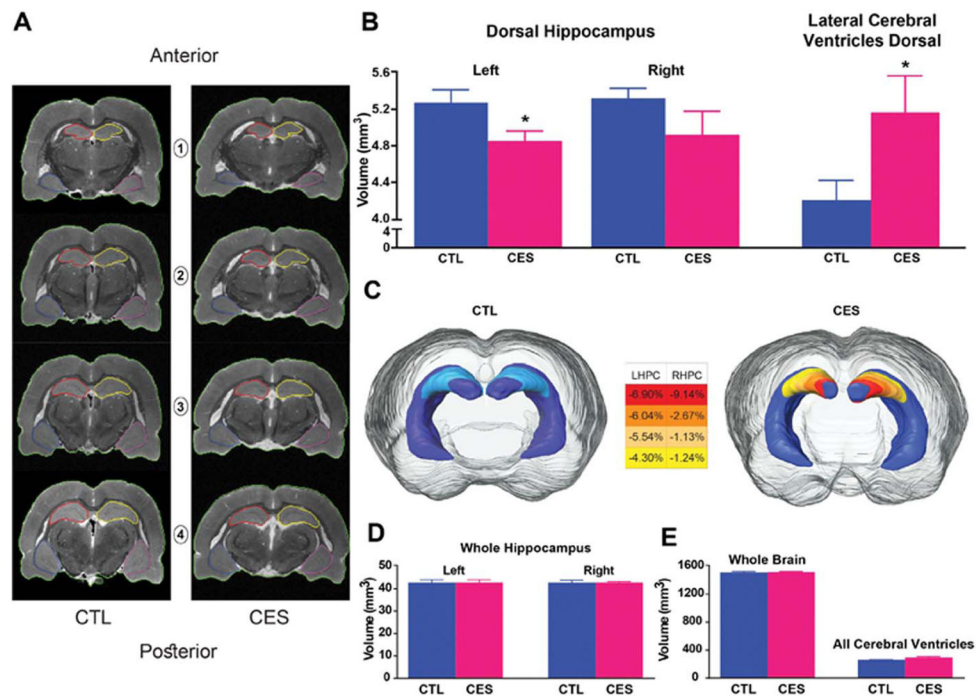 A
Anterior
1
2
3
4
CTL
CES
Posterior
B
Dorsal Hippocampus
Lateral Cerebral
Ventricles Dorsal
Left
Right
Volume (mm³)
5.6
5.2
4.8
4.4
4.0
4
0
*
*
CTL
CES
CTL
CES
CTL
CES
C
CTL
CES
LHPC RHPC
-6.90% -9.14%
-6.04% -2.67%
-5.54% -1.13%
-4.30% -1.24%
D
Whole Hippocampus
Left
Right
Volume (mm³)
50
40
30
20
10
0
CTL
CES
CTL
CES
E
Whole Brain
All Cerebral Ventricles
Volume (mm³)
1600
1200
800
400
0
CTL
CES
CTL
CES